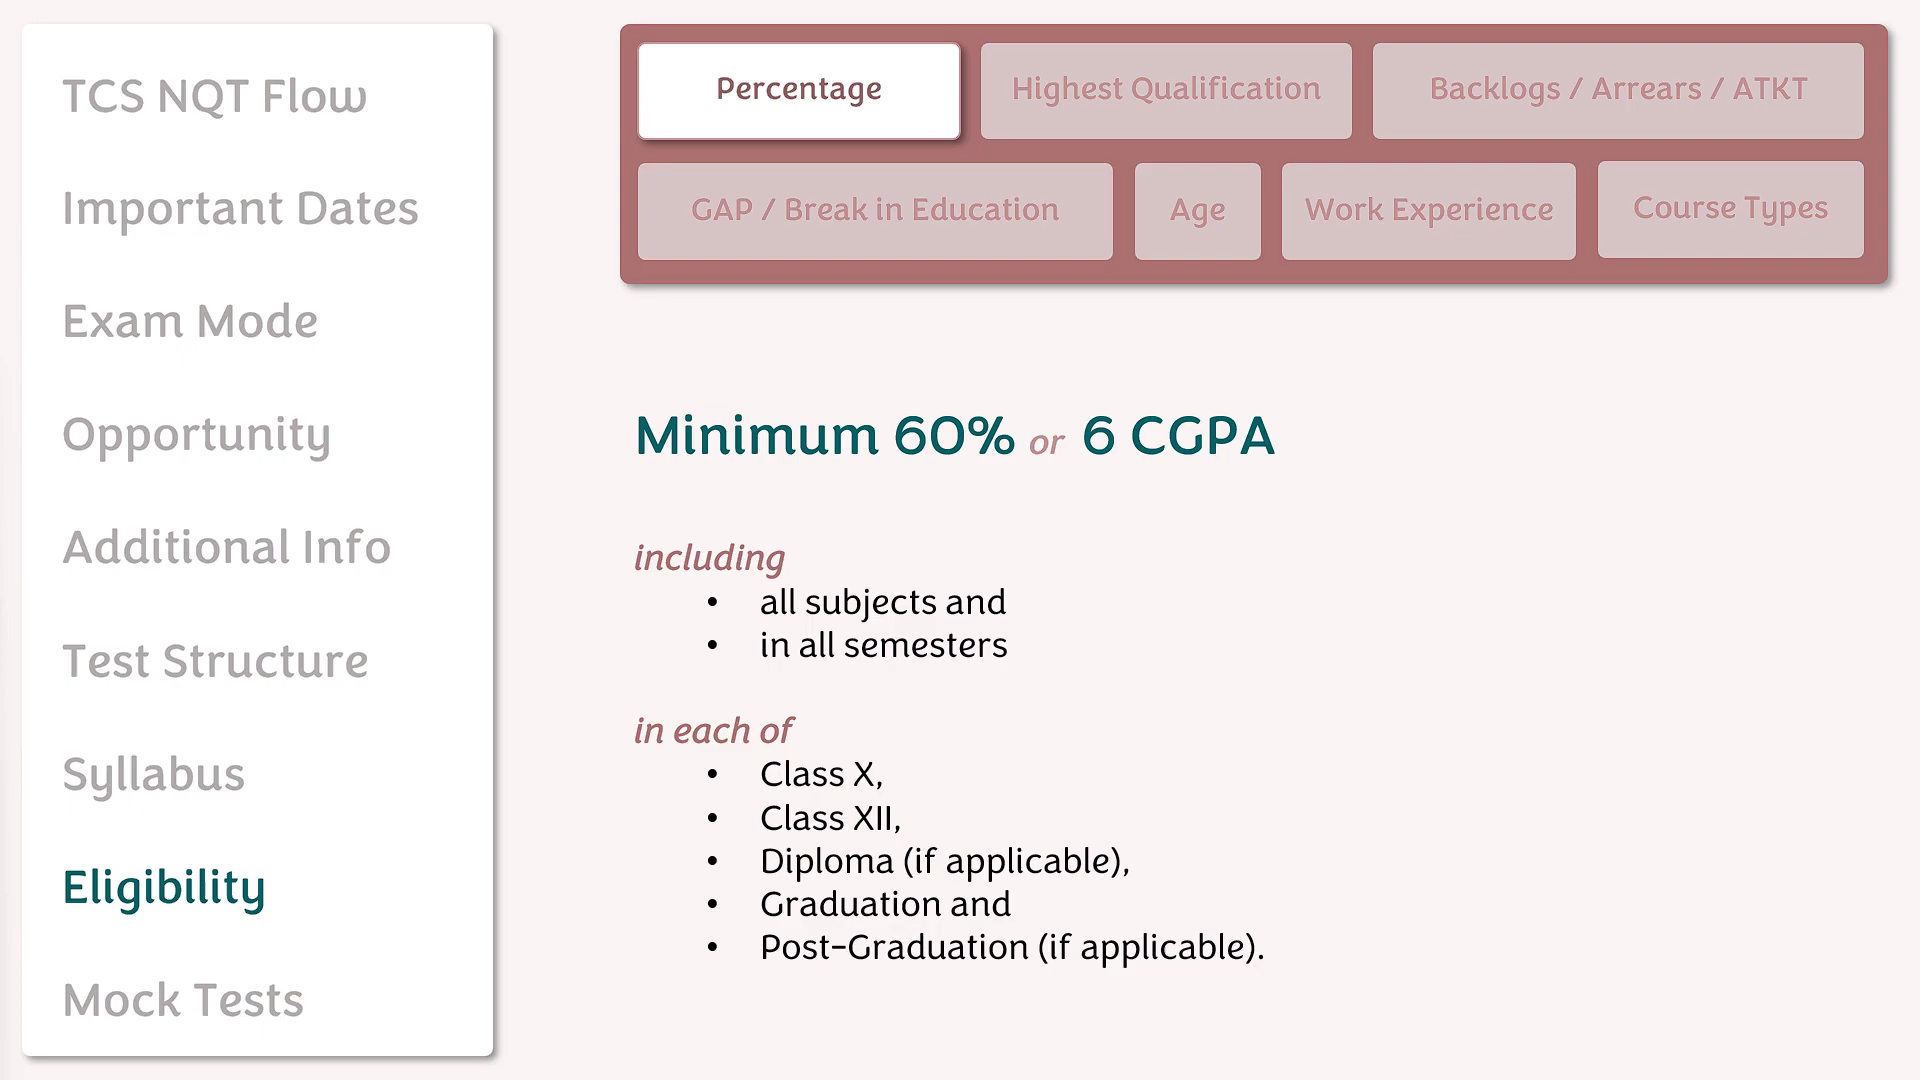 TCS NQT Flow
Important Dates
Exam Mode
Opportunity
Additional Info
Test Structure
Syllabus
Eligibility
Mock Tests
Percentage
Highest Qualification
Backlogs / Arrears / ATKT
GAP / Break in Education
Age
Work Experience
Course Types
Minimum 60% or 6 CGPA
including
• all subjects and
• in all semesters
in each of
• Class X,
• Class XII,
• Diploma (if applicable),
• Graduation and
• Post-Graduation (if applicable).